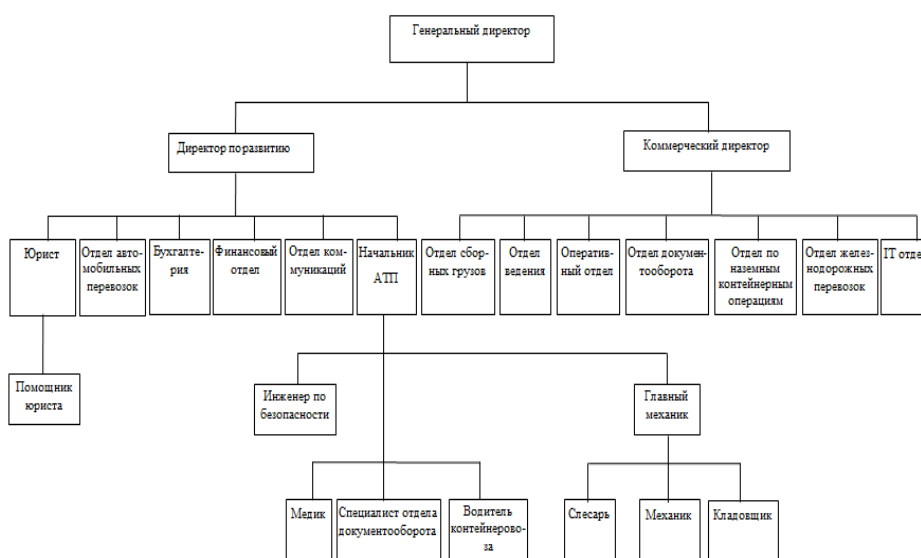 Генеральный директор
Директор по развитию
Коммерческий директор
Юрист
Отдел авто-
мобильных
перевозок
Бухгалте-
рия
Финансовый
отдел
Отдел ком-
муникаций
Начальник
АТП
Отдел сбор-
ных грузов
Отдел
ведения
Оператив-
ный отдел
Отдел докумен-
тооборота
Отдел по
наземным
контейнерным
операциям
Отдел желез-
нодорожных
перевозок
IT отдел
Помощник
юриста
Инженер по
безопасности
Главный
механик
Медик
Специалист отдела
документооборота
Водитель
контейнерово-
за
Слесарь
Механик
Кладовщик